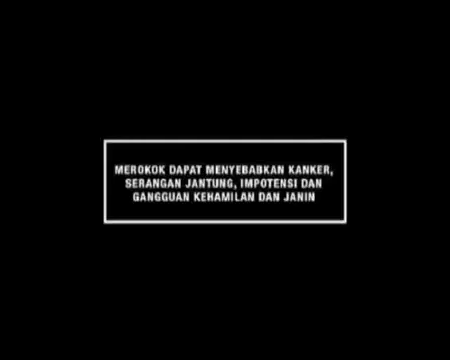 MEROKOK DAPAT MENYEBABKAN KANKER,
SERANGAN JANTUNG, IMPOTENSI DAN
GANGGUAN KEHAMILAN DAN JANIN